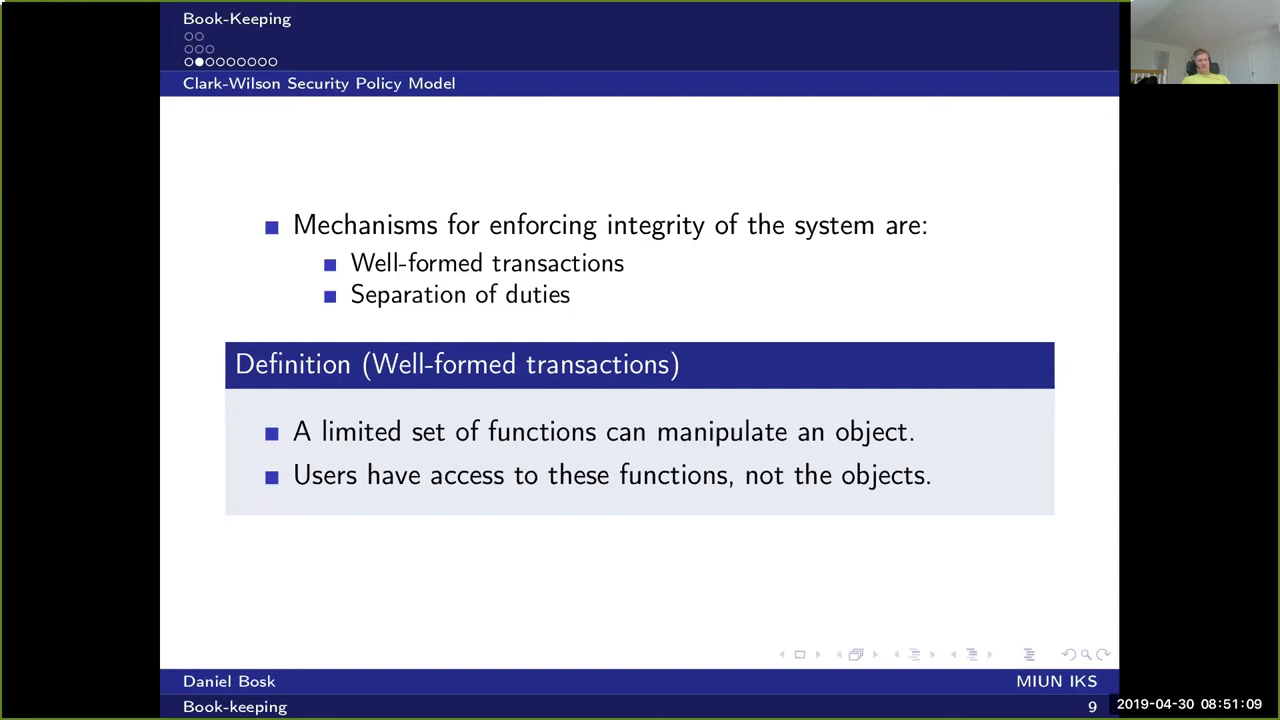 Book-Keeping
Clark-Wilson Security Policy Model
Mechanisms for enforcing integrity of the system are:
Well-formed transactions
Separation of duties
Definition (Well-formed transactions)
A limited set of functions can manipulate an object.
Users have access to these functions, not the objects.
Daniel Bosk MIUN IKS
Book-keeping 9
2019-04-30 08:51:09